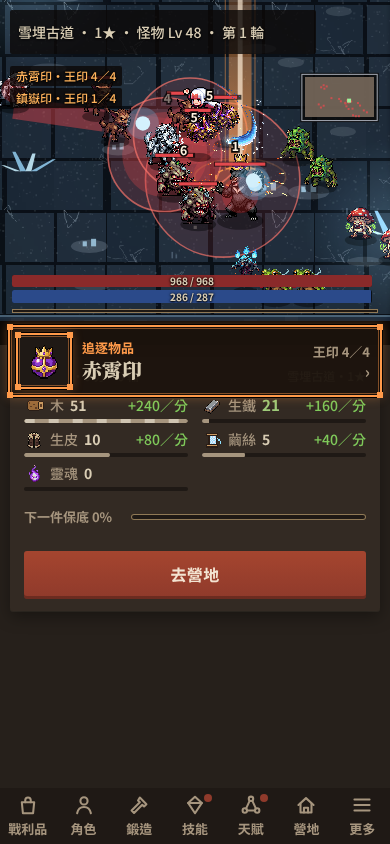 雪埋古道 · 1★ · 怪物 Lv 48 · 第 1 輪
赤霄印 · 王印 4／4
鎮嶽印 · 王印 1／4
4
5
5
6
1
968 / 968
286 / 287
追逐物品
赤霄印
王印 4／4
›
木 51 +240／分
生鐵 21 +160／分
生皮 10 +80／分
繭絲 5 +40／分
靈魂 0
下一件保底 0%
去營地
戰利品 角色 鍛造 技能 天賦 營地 更多